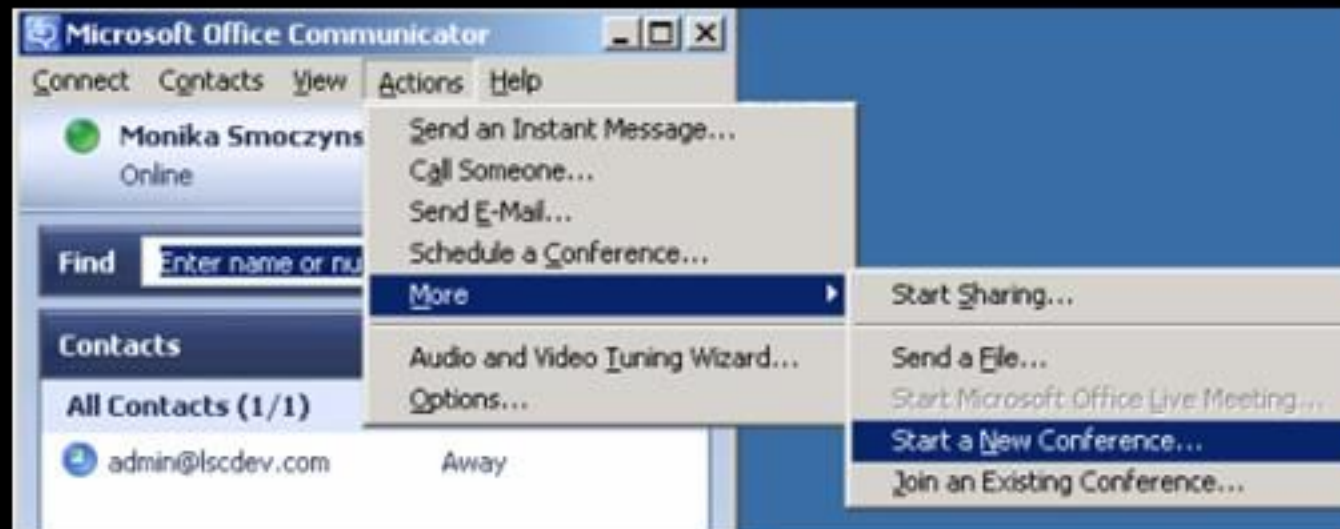 Microsoft Office Communicator
Connect Contacts View Actions Help
Monika Smoczyns
Online
Find Enter name or nu
Contacts
All Contacts (1/1)
admin@lscdev.com Away
Send an Instant Message...
Call Someone...
Send E-Mail...
Schedule a Conference...
More
Audio and Video Tuning Wizard...
Options...
Start Sharing...
Send a File...
Start Microsoft Office Live Meeting...
Start a New Conference...
Join an Existing Conference...